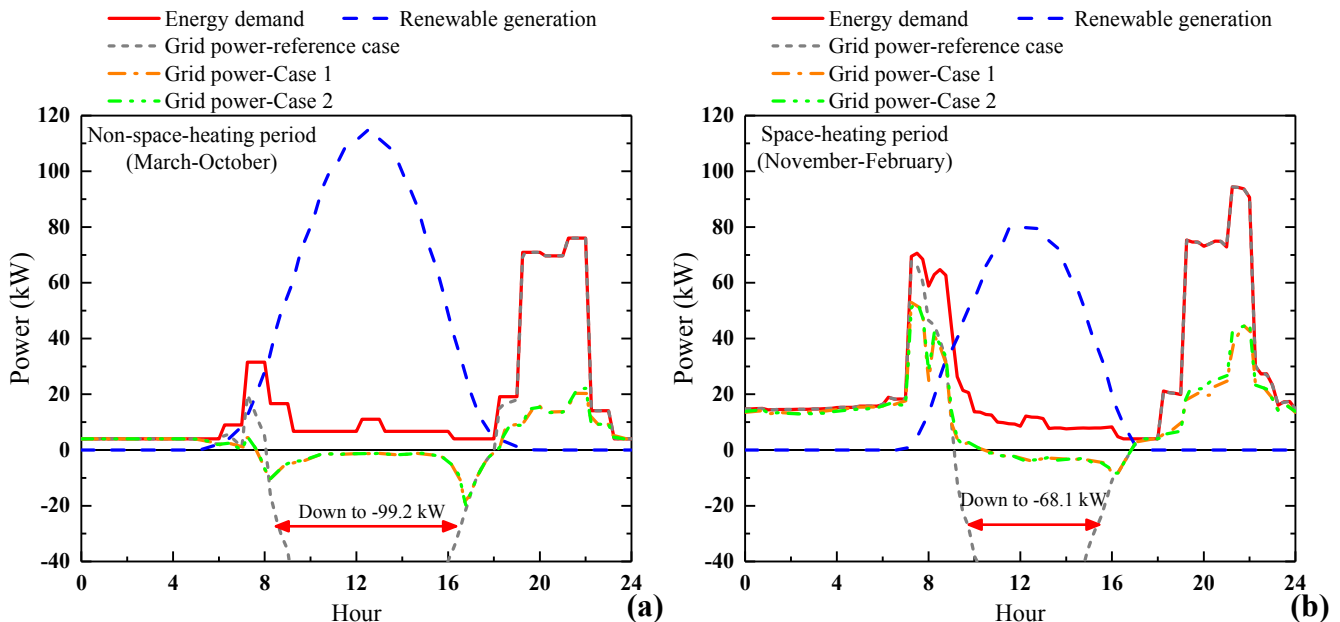 Energy demand
Renewable generation
Grid power-reference case
Grid power-Case 1
Grid power-Case 2
120
100
80
60
40
20
0
-20
-40
Power (kW)
Non-space-heating period
(March-October)
Down to -99.2 kW
0 4 8 12 16 20 24
Hour
(a)
Energy demand
Renewable generation
Grid power-reference case
Grid power-Case 1
Grid power-Case 2
120
100
80
60
40
20
0
-20
-40
Power (kW)
Space-heating period
(November-February)
Down to -68.1 kW
0 4 8 12 16 20 24
Hour
(b)